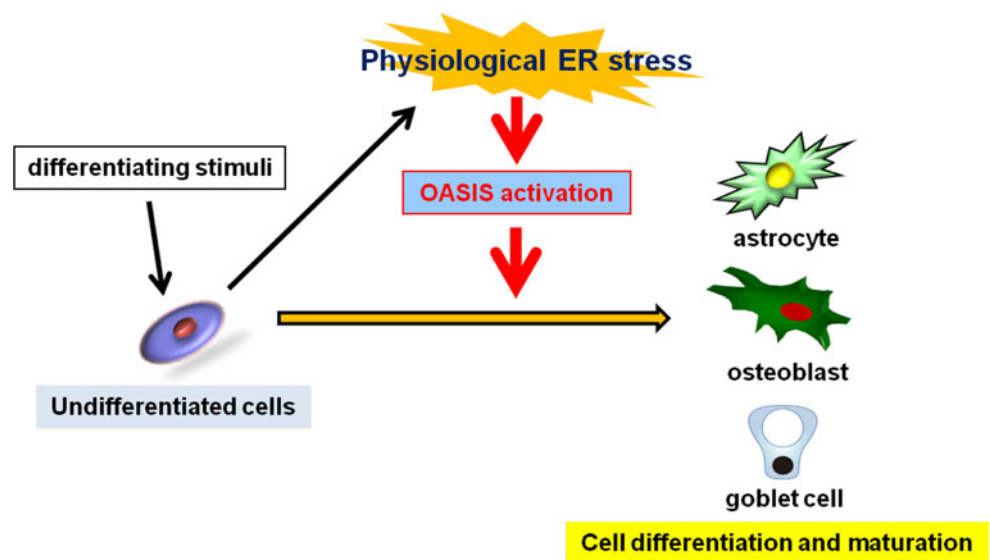 Physiological ER stress
differentiating stimuli
OASIS activation
astrocyte
osteoblast
Undifferentiated cells
goblet cell
Cell differentiation and maturation